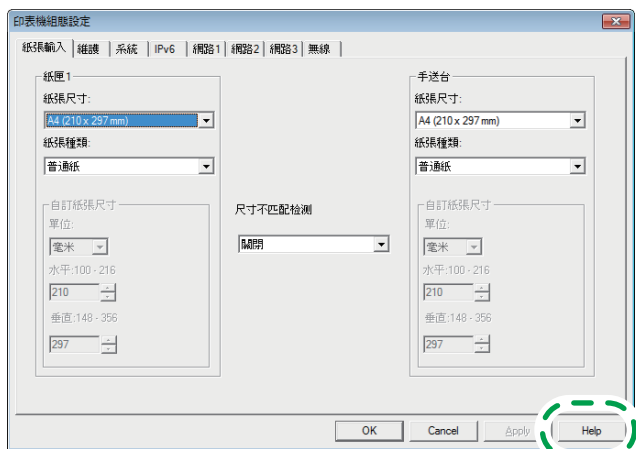 印表機組態設定
紙張輸入 維護 系統 IPv6 網路1 網路2 網路3 無線
紙匣1
紙張尺寸:
A4 (210 x 297 mm)
紙張種類:
普通紙
自訂紙張尺寸
單位:
毫米
水平:100 - 216
210
垂直:148 - 356
297
尺寸不匹配檢測
關閉
手送台
紙張尺寸:
A4 (210 x 297 mm)
紙張種類:
普通紙
自訂紙張尺寸
單位:
毫米
水平:100 - 216
210
垂直:148 - 356
297
OK Cancel Apply Help